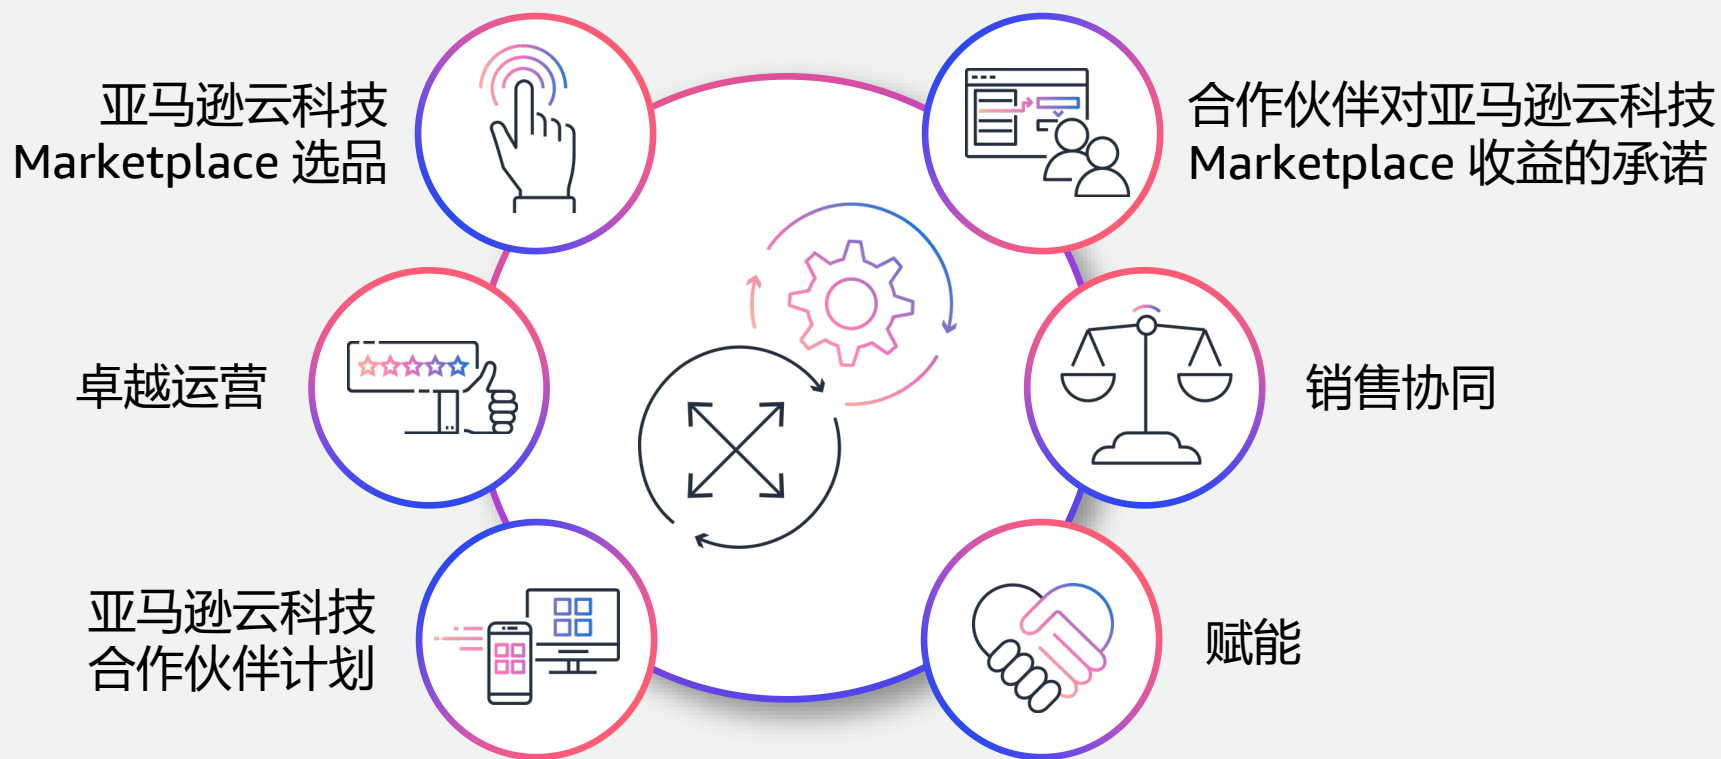 亚马逊云科技
Marketplace 选品
合作伙伴对亚马逊云科技
Marketplace 收益的承诺
卓越运营
销售协同
亚马逊云科技
合作伙伴计划
赋能